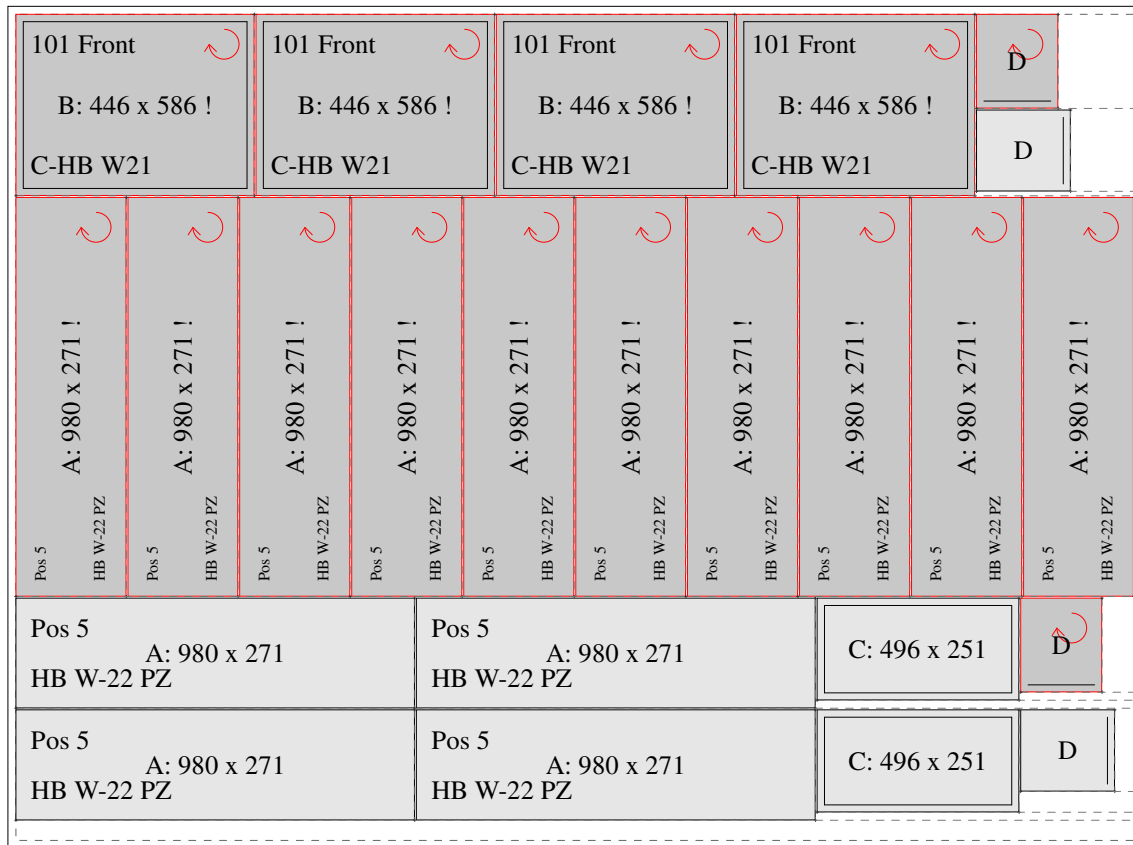 101 Front
B: 446 x 586 !
C-HB W21
101 Front
B: 446 x 586 !
C-HB W21
101 Front
B: 446 x 586 !
C-HB W21
101 Front
B: 446 x 586 !
C-HB W21
D
D
Pos 5
A: 980 x 271 !
HB W-22 PZ
Pos 5
A: 980 x 271 !
HB W-22 PZ
Pos 5
A: 980 x 271 !
HB W-22 PZ
Pos 5
A: 980 x 271 !
HB W-22 PZ
Pos 5
A: 980 x 271 !
HB W-22 PZ
Pos 5
A: 980 x 271 !
HB W-22 PZ
Pos 5
A: 980 x 271 !
HB W-22 PZ
Pos 5
A: 980 x 271 !
HB W-22 PZ
Pos 5
A: 980 x 271 !
HB W-22 PZ
Pos 5
A: 980 x 271 !
HB W-22 PZ
Pos 5
A: 980 x 271
HB W-22 PZ
Pos 5
A: 980 x 271
HB W-22 PZ
C: 496 x 251
D
Pos 5
A: 980 x 271
HB W-22 PZ
Pos 5
A: 980 x 271
HB W-22 PZ
C: 496 x 251
D